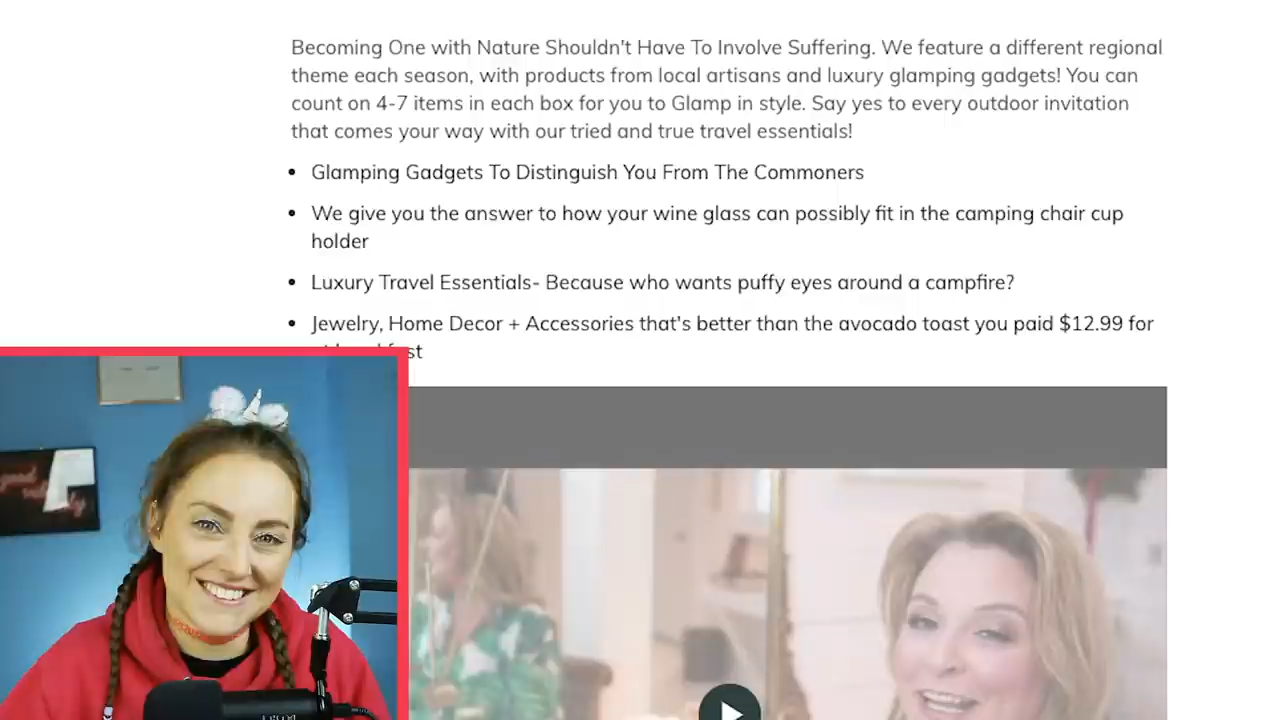 Becoming One with Nature Shouldn't Have To Involve Suffering. We feature a different regional
theme each season, with products from local artisans and luxury glamping gadgets! You can
count on 4-7 items in each box for you to Glamp in style. Say yes to every outdoor invitation
that comes your way with our tried and true travel essentials!
Glamping Gadgets To Distinguish You From The Commoners
We give you the answer to how your wine glass can possibly fit in the camping chair cup
holder
Luxury Travel Essentials- Because who wants puffy eyes around a campfire?
Jewelry, Home Decor + Accessories that's better than the avocado toast you paid $12.99 for